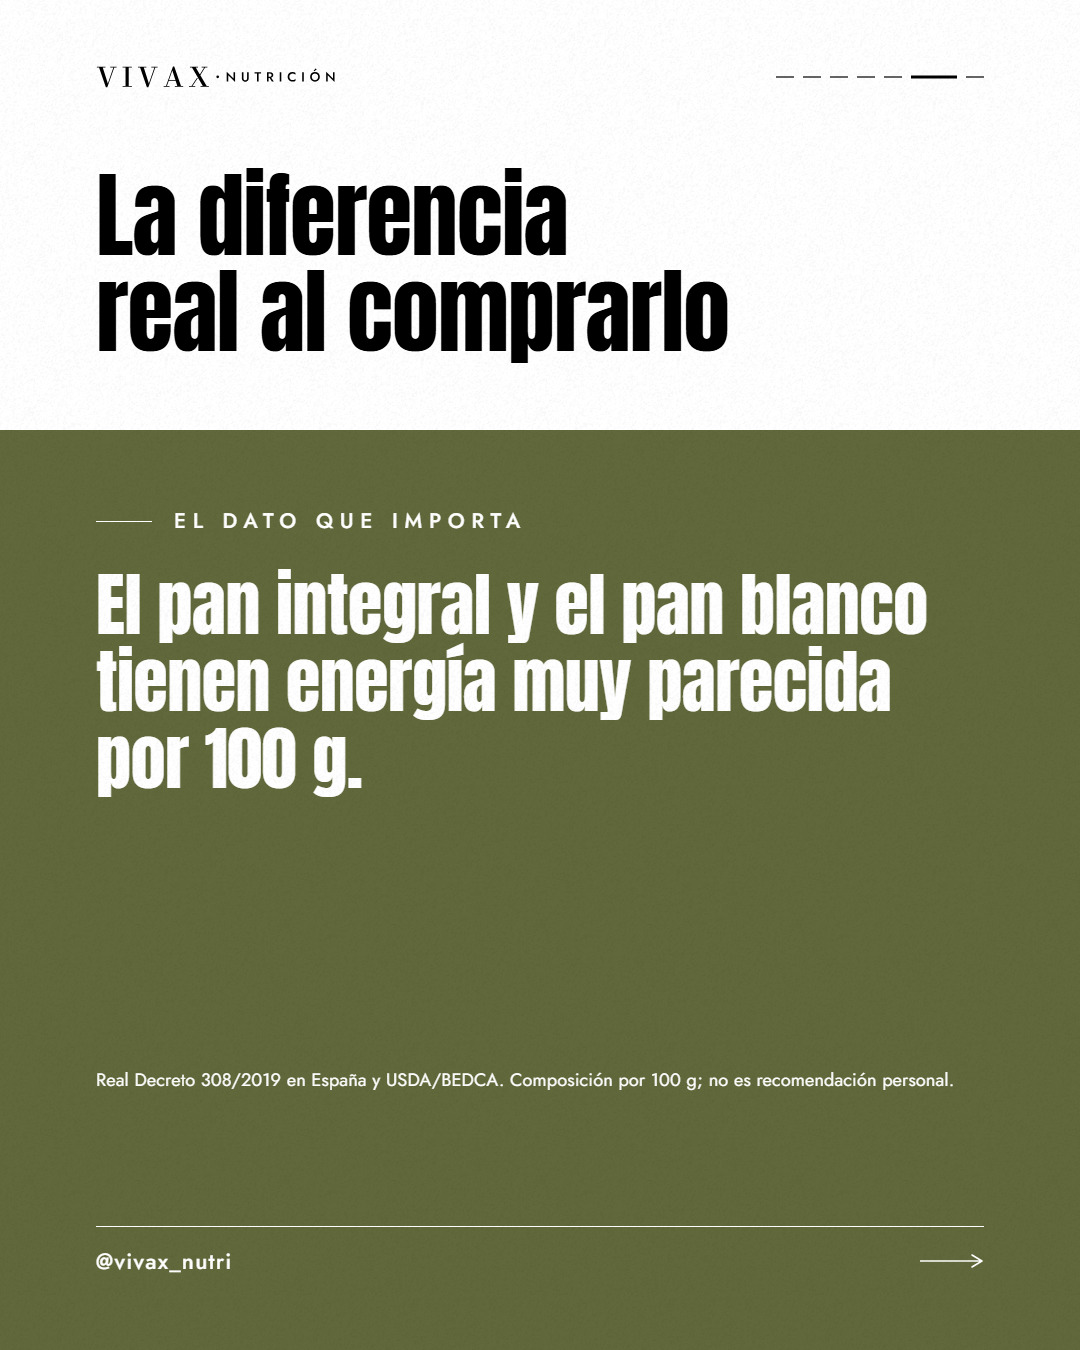 VIVAX · NUTRICIÓN
La diferencia
real al comprarlo
EL DATO QUE IMPORTA
El pan integral y el pan blanco
tienen energía muy parecida
por 100 g.
Real Decreto 308/2019 en España y USDA/BEDCA. Composición por 100 g; no es recomendación personal.
@vivax_nutri